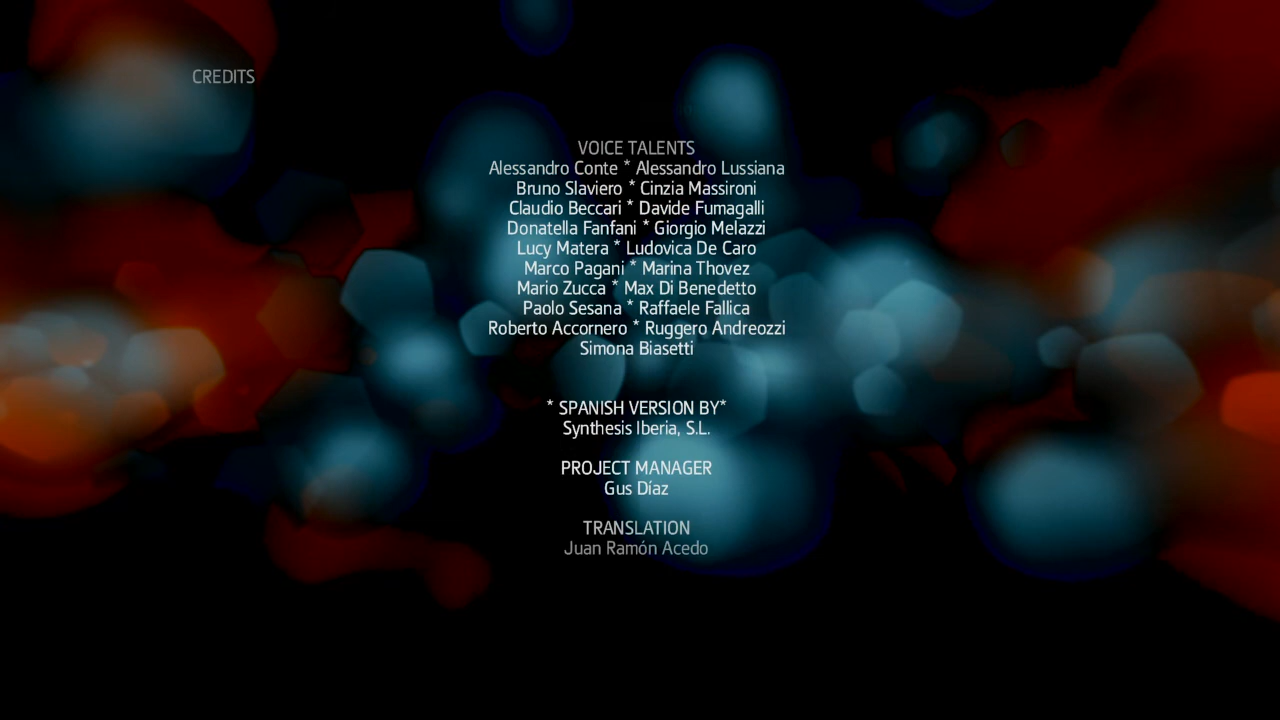 CREDITS
VOICE TALENTS
Alessandro Conte * Alessandro Lussiana
Bruno Slaviero * Cinzia Massironi
Claudio Beccari * Davide Fumagalli
Donatella Fanfani * Giorgio Melazzi
Lucy Matera * Ludovica De Caro
Marco Pagani * Marina Thovez
Mario Zucca * Max Di Benedetto
Paolo Sesana * Raffaele Fallica
Roberto Accornero * Ruggero Andreozzi
Simona Biasetti
* SPANISH VERSION BY*
Synthesis Iberia, S.L.
PROJECT MANAGER
Gus Díaz
TRANSLATION
Juan Ramón Acedo